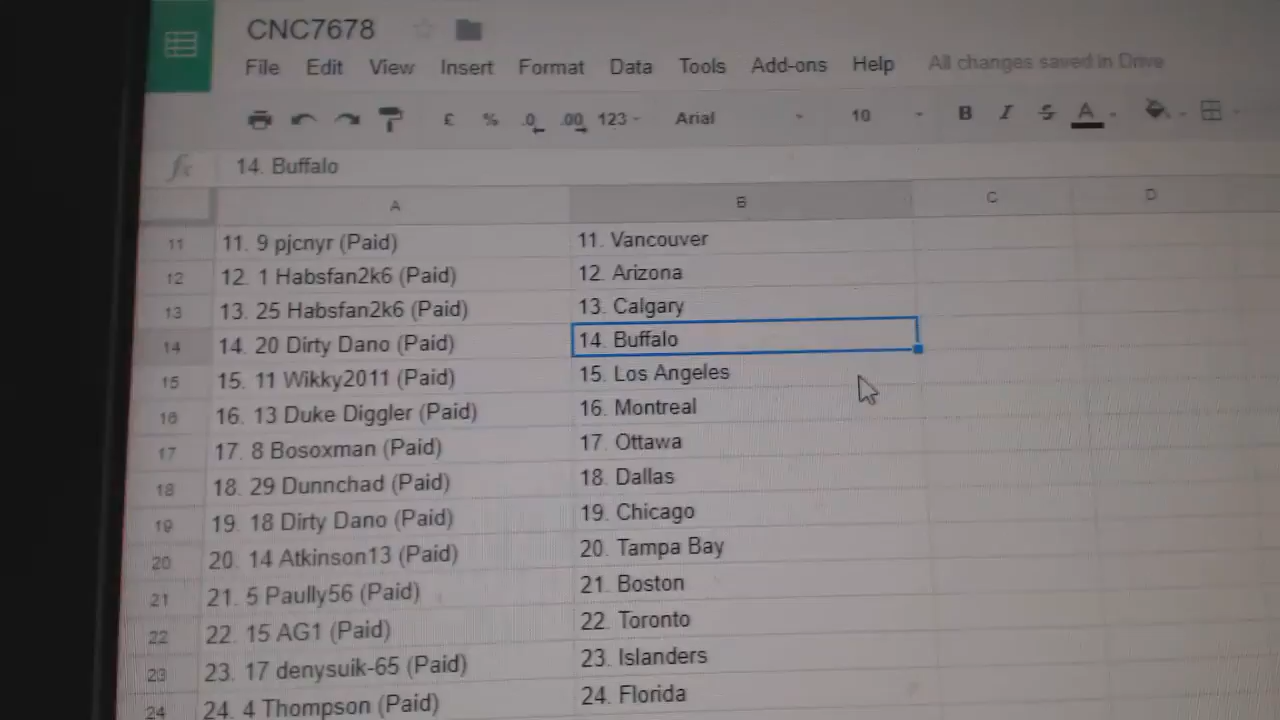 CNC7678
File Edit View Insert Format Data Tools Add-ons Help All changes saved in Drive
£ % .0 .00 123 Arial 10 B I S A
fx 14. Buffalo
A B C D
11 11. 9 pjcnyr (Paid) 11. Vancouver
12 12. 1 Habsfan2k6 (Paid) 12. Arizona
13 13. 25 Habsfan2k6 (Paid) 13. Calgary
14 14. 20 Dirty Dano (Paid) 14. Buffalo
15 15. 11 Wikky2011 (Paid) 15. Los Angeles
16 16. 13 Duke Diggler (Paid) 16. Montreal
17 17. 8 Bosoxman (Paid) 17. Ottawa
18 18. 29 Dunnchad (Paid) 18. Dallas
19 19. 18 Dirty Dano (Paid) 19. Chicago
20 20. 14 Atkinson13 (Paid) 20. Tampa Bay
21 21. 5 Paully56 (Paid) 21. Boston
22 22. 15 AG1 (Paid) 22. Toronto
23 23. 17 denysuik-65 (Paid) 23. Islanders
24 24. 4 Thompson (Paid) 24. Florida